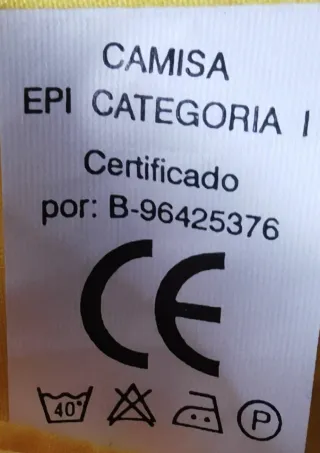 CAMISA
EPI CATEGORIA I
Certificado
por: B-96425376
CE
40°
P